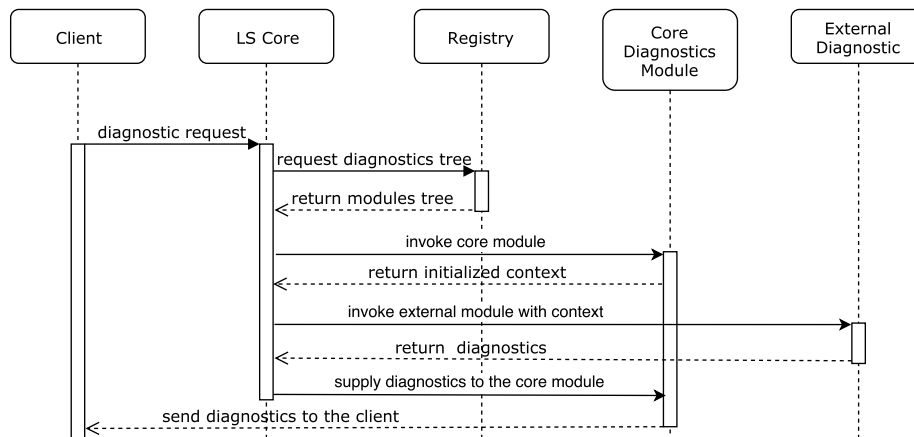 Client
LS Core
Registry
Core
Diagnostics
Module
External
Diagnostic
diagnostic request
request diagnostics tree
return modules tree
invoke core module
return initialized context
invoke external module with context
return  diagnostics
supply diagnostics to the core module
send diagnostics to the client